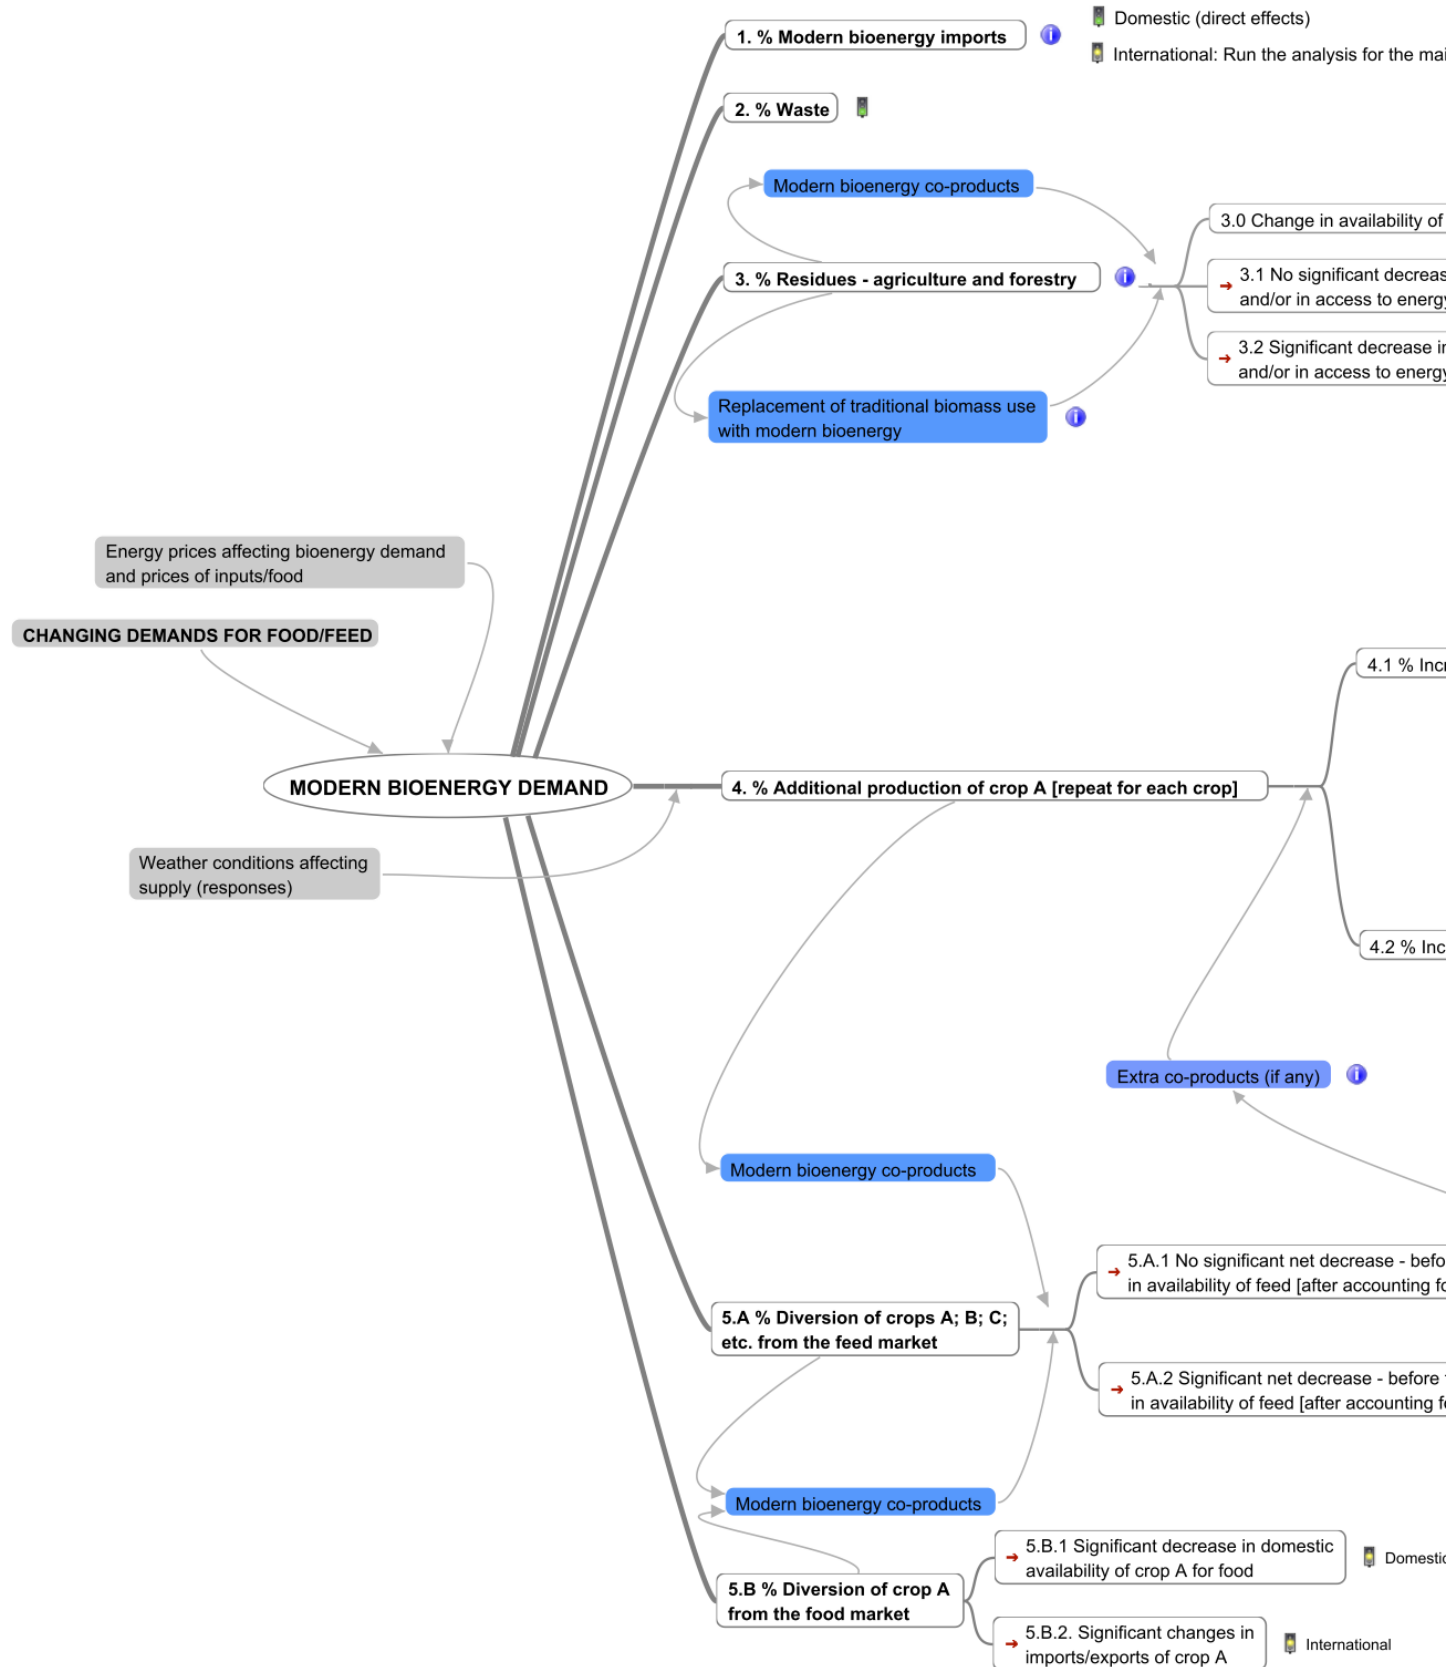 1. % Modern bioenergy imports
Domestic (direct effects)
International: Run the analysis for the
2. % Waste
Modern bioenergy co-products
3.0 Change in availability of
3. % Residues - agriculture and forestry
3.1 No significant
and/or in access to energy
3.2 Significant decrease
and/or in access to energy
Replacement of traditional biomass use
with modern bioenergy
Energy prices affecting bioenergy demand
and prices of inputs/food
CHANGING DEMANDS FOR FOOD/FEED
4.1 %
MODERN BIOENERGY DEMAND
4. % Additional production of crop A [repeat for each crop]
Weather conditions affecting
supply (responses)
4.2 %
Extra co-products (if any)
Modern bioenergy co-products
5.A.1 No significant net decrease -
in availability of feed [after accounting
5.A % Diversion of crops A; B; C;
etc. from the feed market
5.A.2 Significant net decrease - before
in availability of feed [after accounting
Modern bioenergy co-products
5.B.1 Significant decrease in domestic
availability of crop A for food
Domestic
5.B % Diversion of crop A
from the food market
5.B.2. Significant changes in
imports/exports of crop A
International